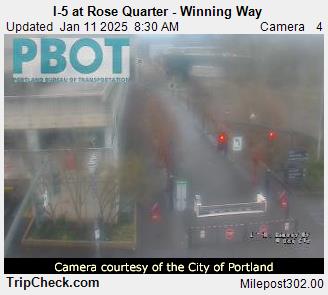 I-5 at Rose Quarter - Winning Way
Updated Jan 11 2025 8:30 AM Camera 4
PBOT
PORTLAND BUREAU OF TRANSPORTATION
Camera courtesy of the City of Portland
TripCheck.com Milepost302.00